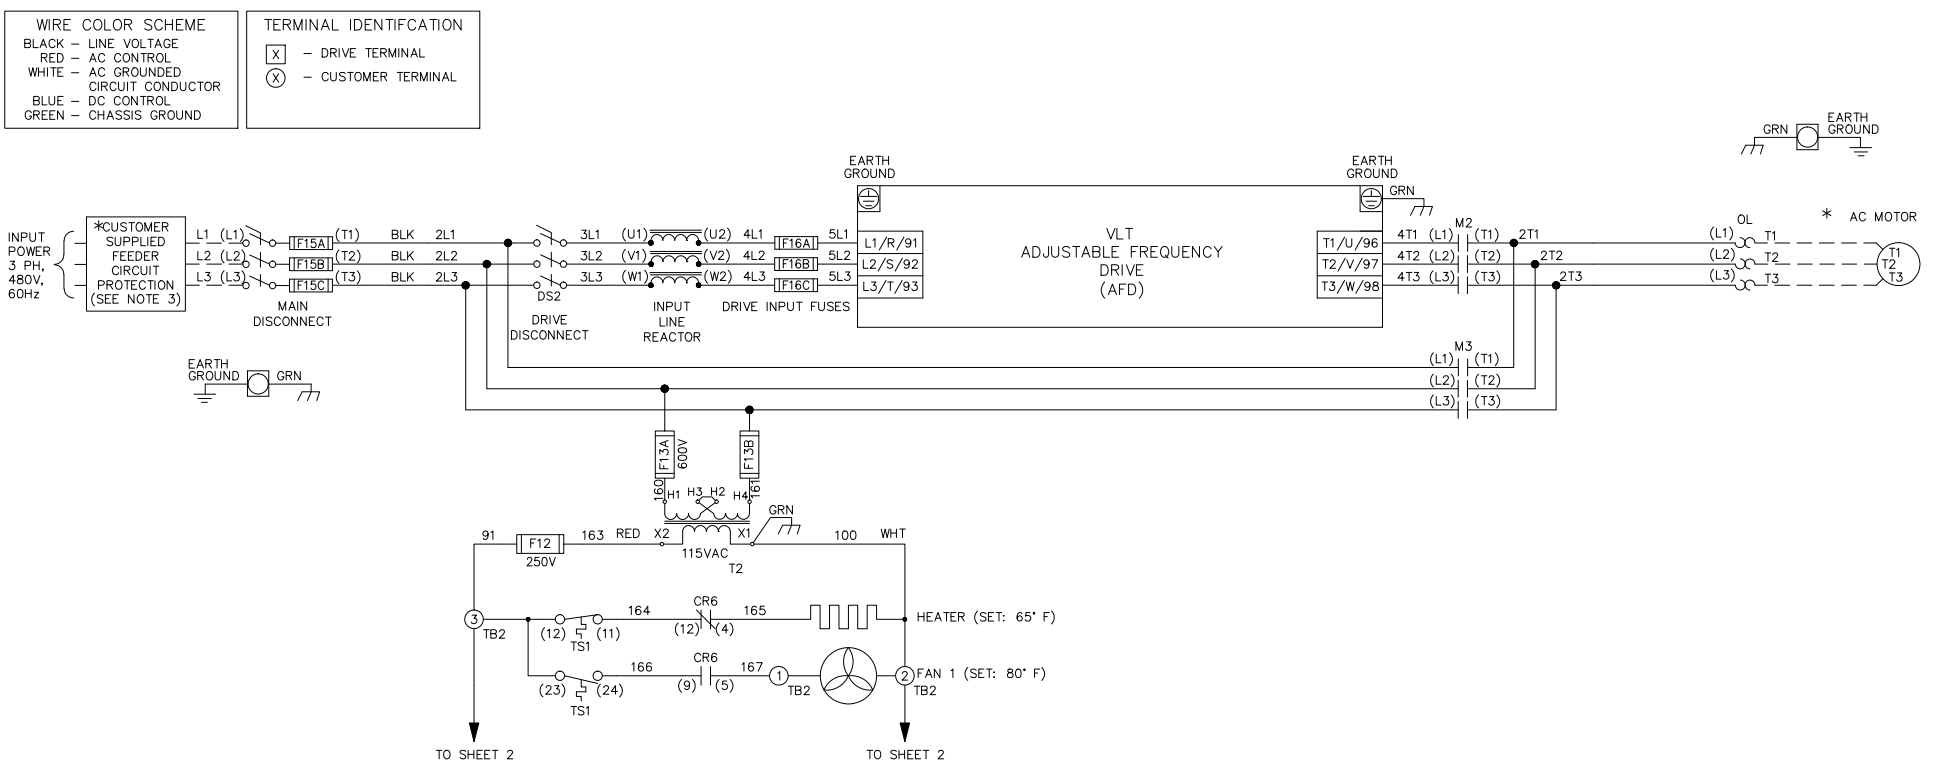 WIRE COLOR SCHEME
BLACK – LINE VOLTAGE
RED – AC CONTROL
WHITE – AC GROUNDED
CIRCUIT CONDUCTOR
BLUE – DC CONTROL
GREEN – CHASSIS GROUND
TERMINAL IDENTIFCATION
X – DRIVE TERMINAL
X – CUSTOMER TERMINAL
EARTH
GROUND
GRN
EARTH
GROUND
EARTH
GROUND
GRN
INPUT
POWER
3 PH,
480V,
60Hz
*CUSTOMER
SUPPLIED
FEEDER
CIRCUIT
PROTECTION
(SEE NOTE 3)
L1 (L1) F15A (T1) BLK 2L1 3L1 (U1) (U2) 4L1 F16A 5L1 L1/R/91
L2 (L2) F15B (T2) BLK 2L2 3L2 (V1) (V2) 4L2 F16B 5L2 L2/S/92
L3 (L3) F15C (T3) BLK 2L3 3L3 (W1) (W2) 4L3 F16C 5L3 L3/T/93
MAIN
DISCONNECT
DS2
DRIVE
DISCONNECT
INPUT
LINE
REACTOR
DRIVE INPUT FUSES
VLT
ADJUSTABLE FREQUENCY
DRIVE
(AFD)
M2
T1/U/96 4T1 (L1) (T1) 2T1
T2/V/97 4T2 (L2) (T2) 2T2
T3/W/98 4T3 (L3) (T3) 2T3
OL
(L1) T1
(L2) T2
(L3) T3
* AC MOTOR
T1
T2
T3
M3
(L1) (T1)
(L2) (T2)
(L3) (T3)
EARTH
GROUND
GRN
F13A
600V
F13B
160
161
H1 H3 H2 H4
GRN
91 F12 163 RED X2 X1 100 WHT
250V
115VAC
T2
3
TB2
(12) (11) 164 CR6 (12) (4) 165 HEATER (SET: 65° F)
TS1
(23) (24) 166 CR6 (9) (5) 167 1 TB2 2 FAN 1 (SET: 80° F)
TB2
TS1
TO SHEET 2
TO SHEET 2